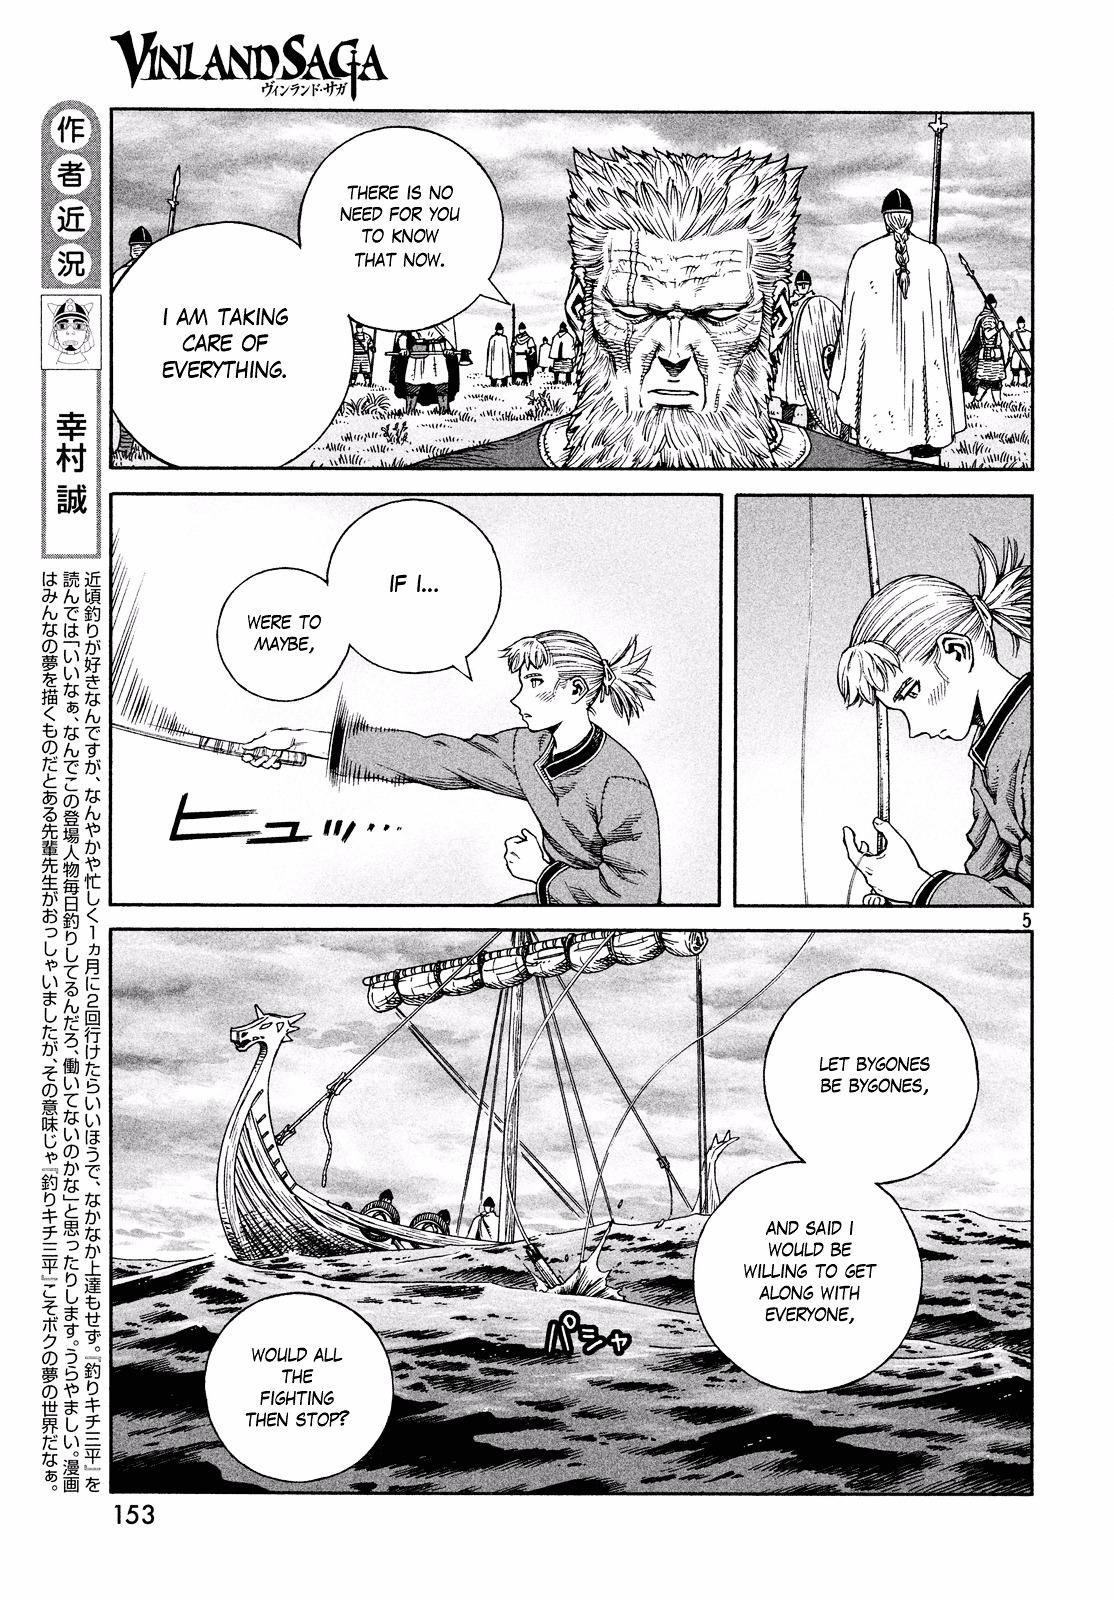 VINLAND SAGA
ヴィンランド・サガ
作者近況
幸村誠
近頃釣りが好きなんですが、なんやかや忙しく1ヵ月に2回行けたらいいほうで、なかなか上達もせず。『釣りキチ三平』を
読んでは「いいなぁ、なんでこの登場人物毎日釣りしてるんだろ、働いてないのかな」と思ったりします。うらやましい。漫画
はみんなの夢を描くものだとある先輩先生がおっしゃいましたが、その意味じゃ『釣りキチ三平』こそボクの夢の世界だなぁ。
THERE IS NO
NEED FOR YOU
TO KNOW
THAT NOW.
I AM TAKING
CARE OF
EVERYTHING.
IF I...
WERE TO
MAYBE,
ヒュッ…
5
LET BYGONES
BE BYGONES,
AND SAID I
WOULD BE
WILLING TO GET
ALONG WITH
EVERYONE,
パシャ
WOULD ALL
THE
FIGHTING
THEN STOP?
153